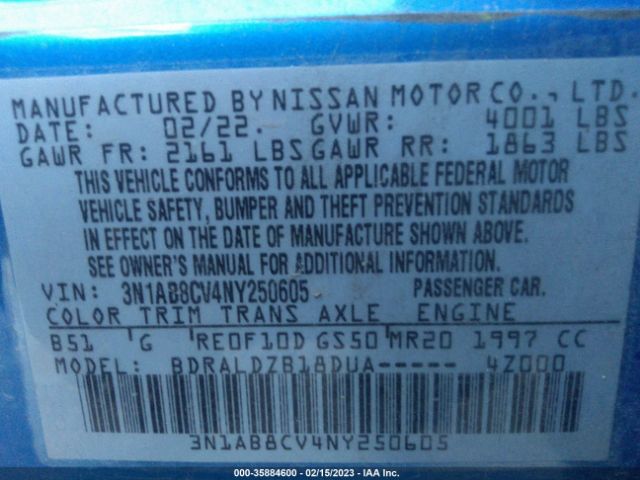 MANUFACTURED BY NISSAN MOTOR CO., LTD.
DATE: 02/22. GVWR: 4001 LBS
GAWR FR: 2161 LBS GAWR RR: 1863 LBS
THIS VEHICLE CONFORMS TO ALL APPLICABLE FEDERAL MOTOR
VEHICLE SAFETY, BUMPER AND THEFT PREVENTION STANDARDS
IN EFFECT ON THE DATE OF MANUFACTURE SHOWN ABOVE.
SEE OWNER'S MANUAL FOR ADDITIONAL INFORMATION.
VIN: 3N1AB8CV4NY250605 PASSENGER CAR.
COLOR TRIM TRANS AXLE ENGINE
B51 G RE0F10D GS50 MR20 1997 CC
MODEL: BDRALDZB18DUA----- 4Z000
3N1AB8CV4NY250605
000-35884600 - 02/15/2023 - IAA Inc.